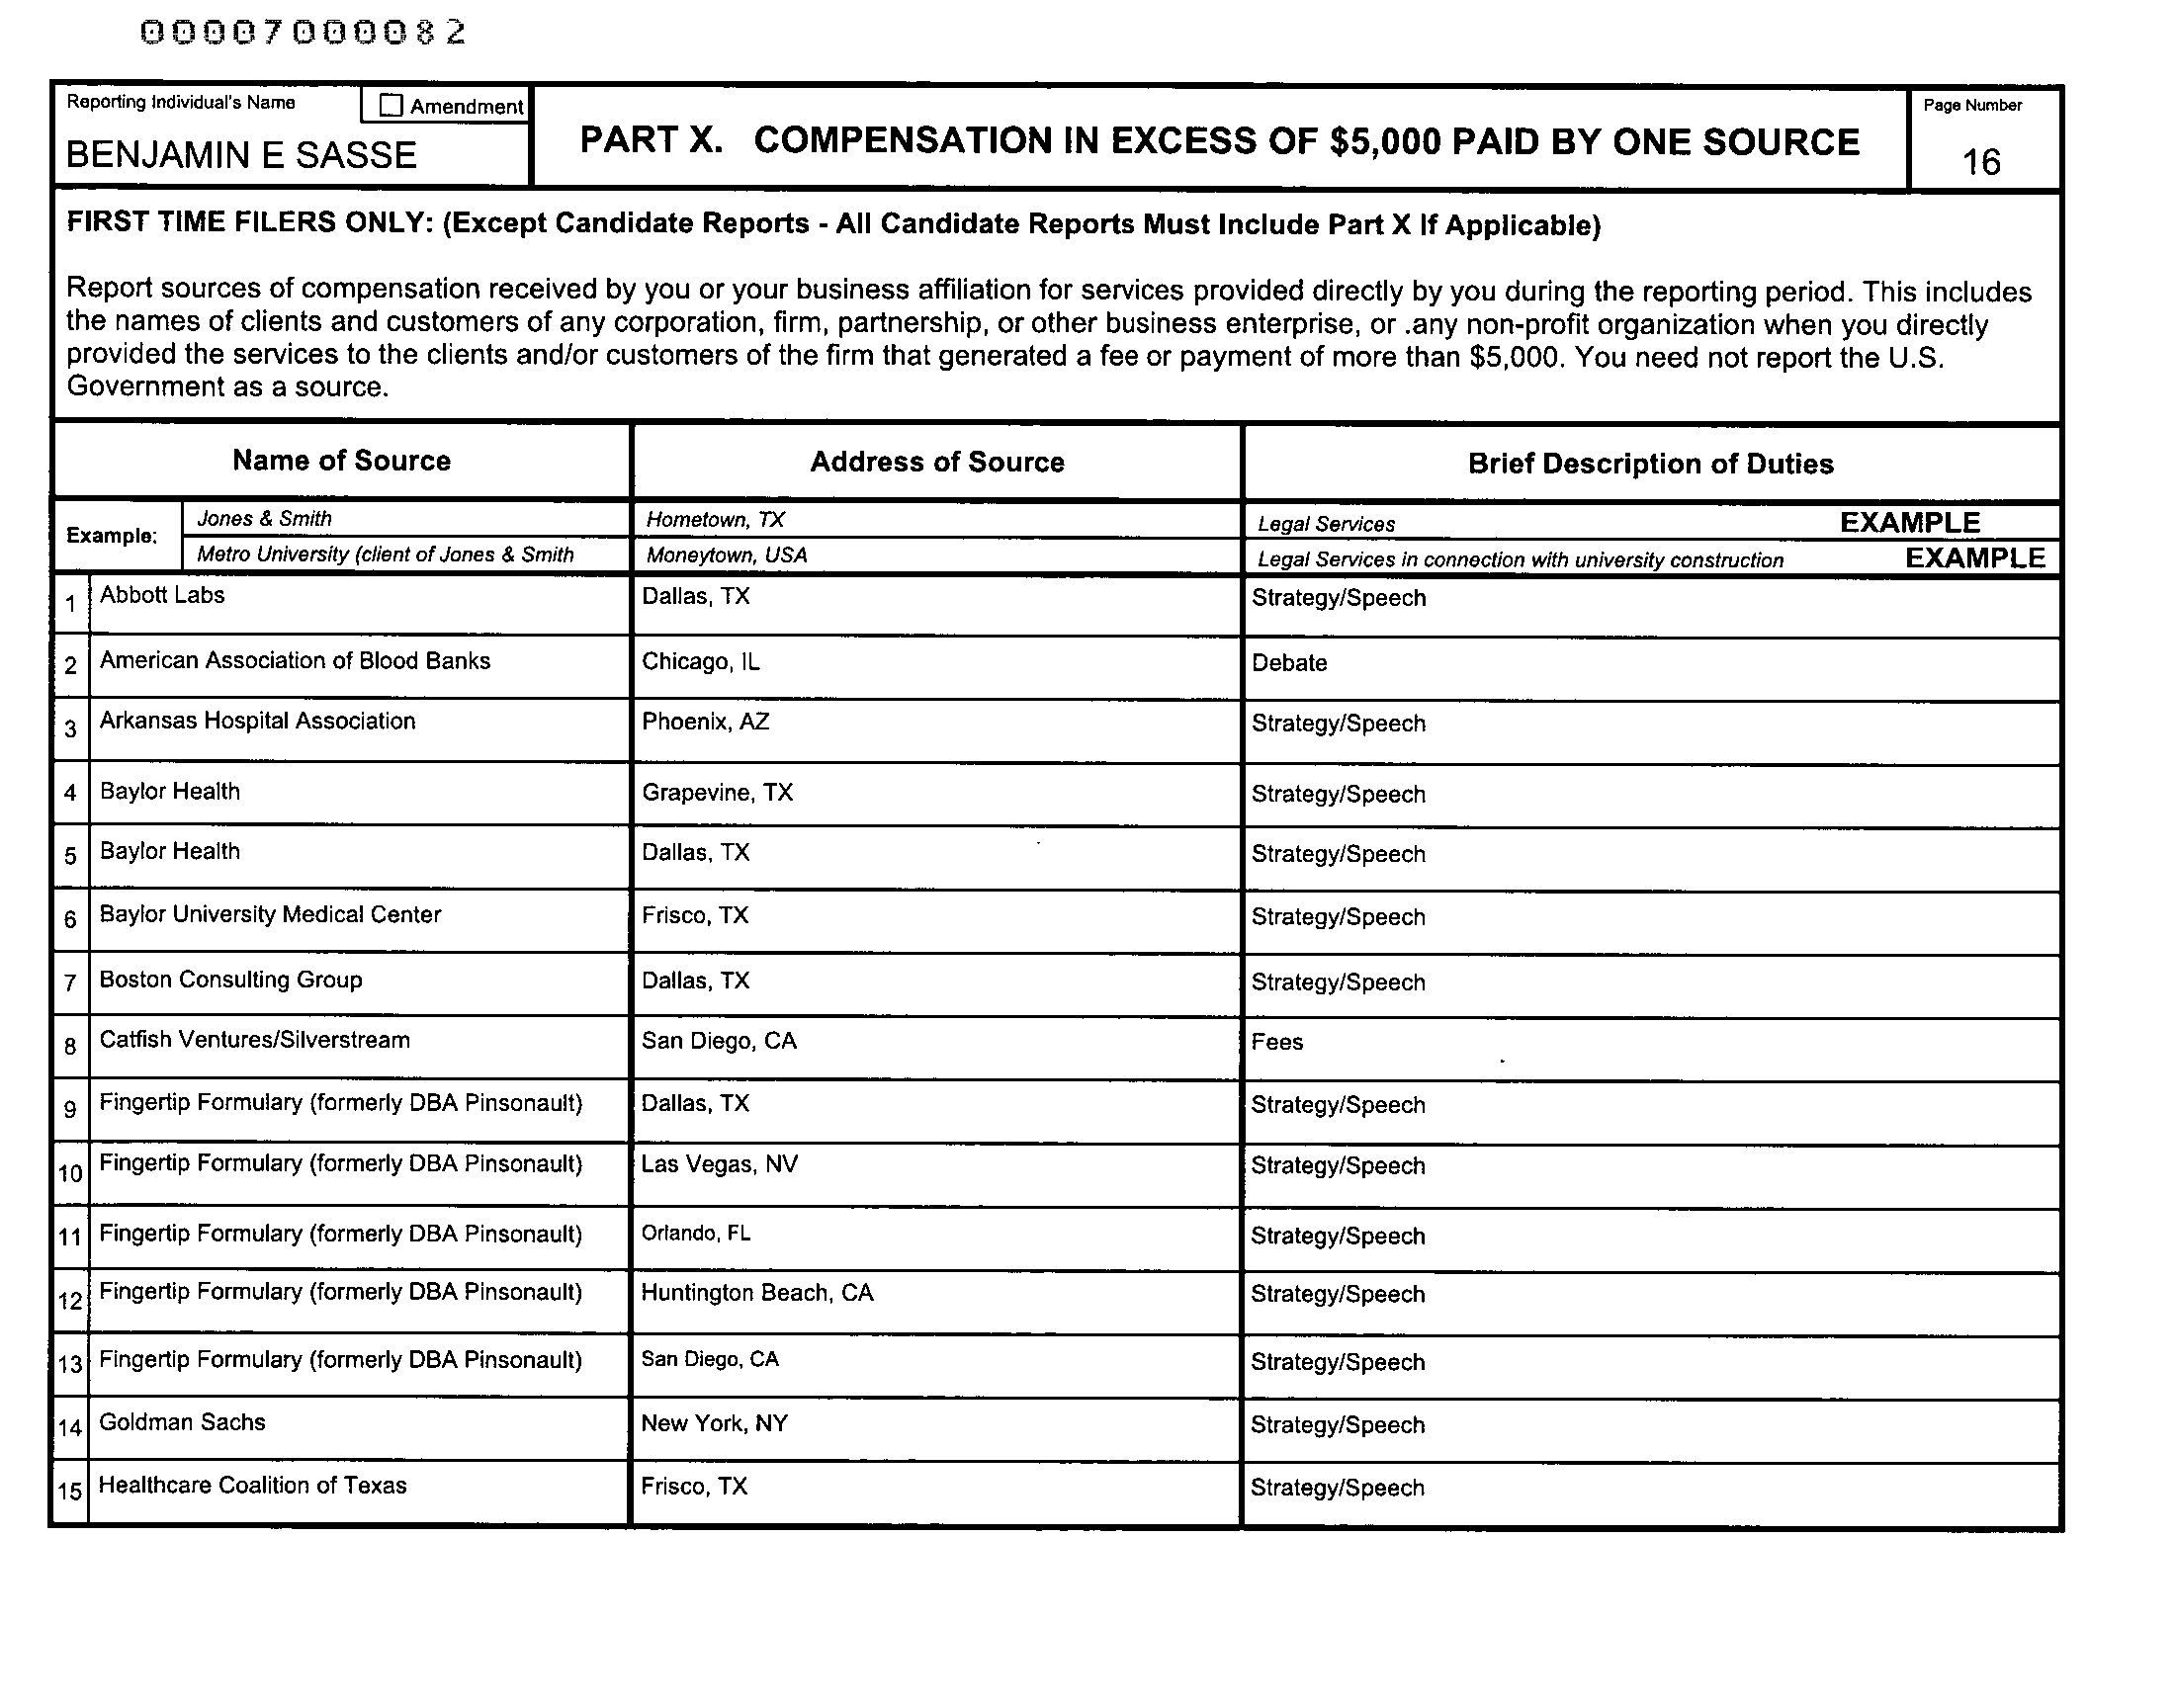 00007000082
Reporting Individual's Name
Amendment
BENJAMIN E SASSE
PART X. COMPENSATION IN EXCESS OF $5,000 PAID BY ONE SOURCE
Page Number
16
FIRST TIME FILERS ONLY: (Except Candidate Reports - All Candidate Reports Must Include Part X If Applicable)
Report sources of compensation received by you or your business affiliation for services provided directly by you during the reporting period. This includes
the names of clients and customers of any corporation, firm, partnership, or other business enterprise, or .any non-profit organization when you directly
provided the services to the clients and/or customers of the firm that generated a fee or payment of more than $5,000. You need not report the U.S.
Government as a source.
Name of Source Address of Source Brief Description of Duties
Example:
Jones & Smith Hometown, TX Legal Services EXAMPLE
Metro University (client of Jones & Smith Moneytown, USA Legal Services in connection with university construction EXAMPLE
1 Abbott Labs Dallas, TX Strategy/Speech
2 American Association of Blood Banks Chicago, IL Debate
3 Arkansas Hospital Association Phoenix, AZ Strategy/Speech
4 Baylor Health Grapevine, TX Strategy/Speech
5 Baylor Health Dallas, TX Strategy/Speech
6 Baylor University Medical Center Frisco, TX Strategy/Speech
7 Boston Consulting Group Dallas, TX Strategy/Speech
8 Catfish Ventures/Silverstream San Diego, CA Fees
9 Fingertip Formulary (formerly DBA Pinsonault) Dallas, TX Strategy/Speech
10 Fingertip Formulary (formerly DBA Pinsonault) Las Vegas, NV Strategy/Speech
11 Fingertip Formulary (formerly DBA Pinsonault) Orlando, FL Strategy/Speech
12 Fingertip Formulary (formerly DBA Pinsonault) Huntington Beach, CA Strategy/Speech
13 Fingertip Formulary (formerly DBA Pinsonault) San Diego, CA Strategy/Speech
14 Goldman Sachs New York, NY Strategy/Speech
15 Healthcare Coalition of Texas Frisco, TX Strategy/Speech